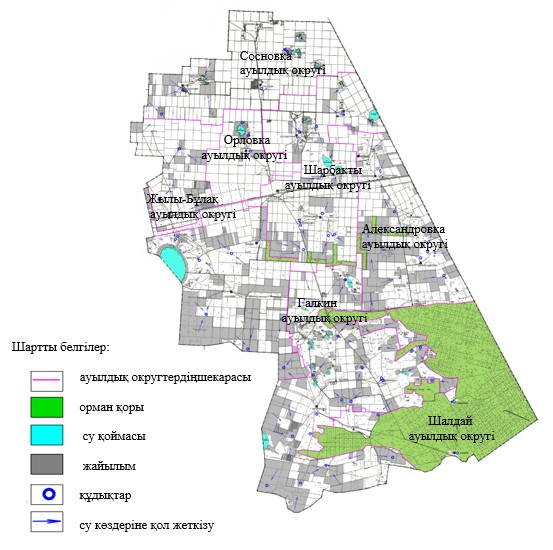 Сосновка
ауылдық округі
Орловка
ауылдық округі
Шарбақты
ауылдық округі
Жылы-Бұлақ
ауылдық округі
Александровка
ауылдық округі
Галкин
ауылдық округі
Шалдай
ауылдық округі
Шартты белгілер:
ауылдық округтердіңшекарасы
орман қоры
су қоймасы
жайылым
құдықтар
су көздеріне қол жеткізу